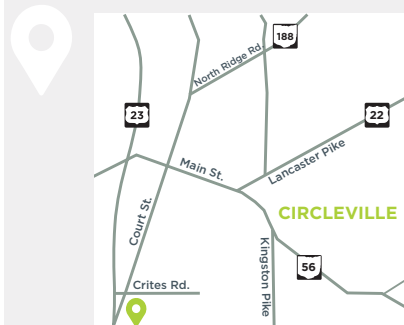 188
North Ridge Rd.
23
22
Main St.
Lancaster Pike
Court St.
CIRCLEVILLE
Kingston Pike
56
Crites Rd.